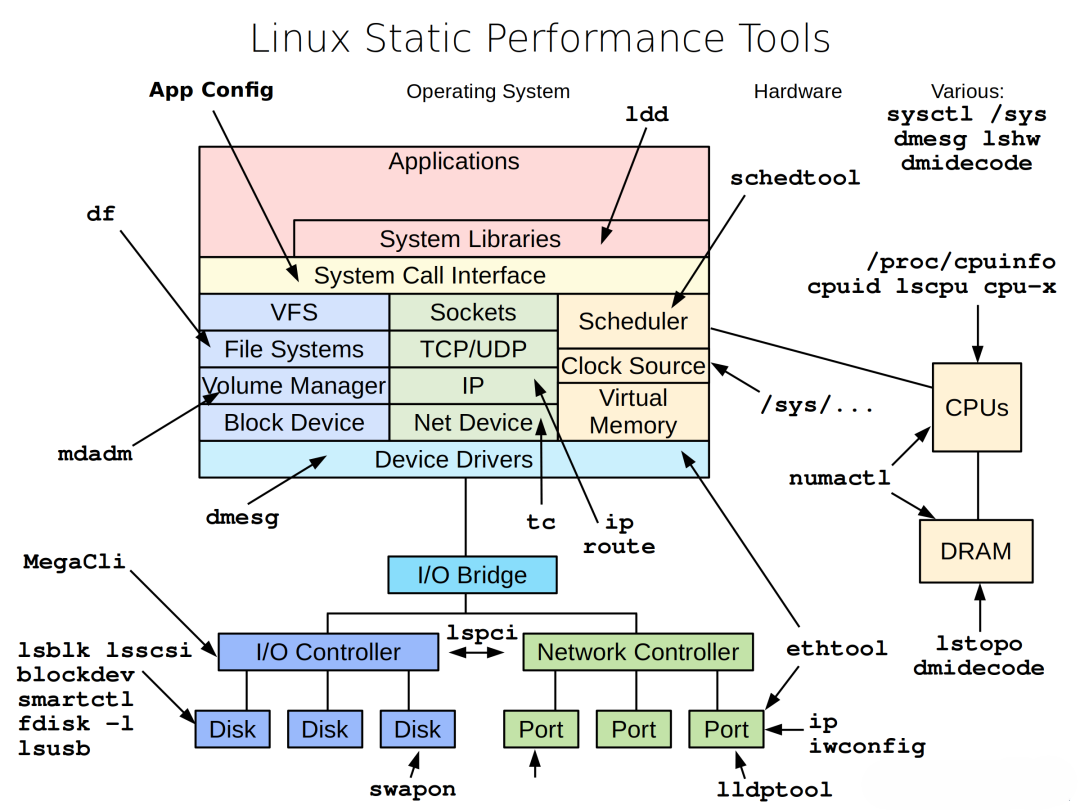 Linux Static Performance Tools
App Config
Operating System
Hardware
Various:
sysctl /sys
dmesg lshw
dmidecode
ldd
Applications
schedtool
df
System Libraries
/proc/cpuinfo
cpuid lscpu cpu-x
System Call Interface
VFS
Sockets
Scheduler
File Systems
TCP/UDP
Clock Source
Volume Manager
IP
Virtual
Memory
/sys/...
CPUs
Block Device
Net Device
mdadm
Device Drivers
numactl
dmesg
tc
ip
route
DRAM
MegaCli
I/O Bridge
lspci
I/O Controller
Network Controller
ethtool
lstopo
dmidecode
lsblk lsscsi
blockdev
smartctl
fdisk -l
lsusb
Disk
Disk
Disk
Port
Port
Port
ip
iwconfig
swapon
lldptool